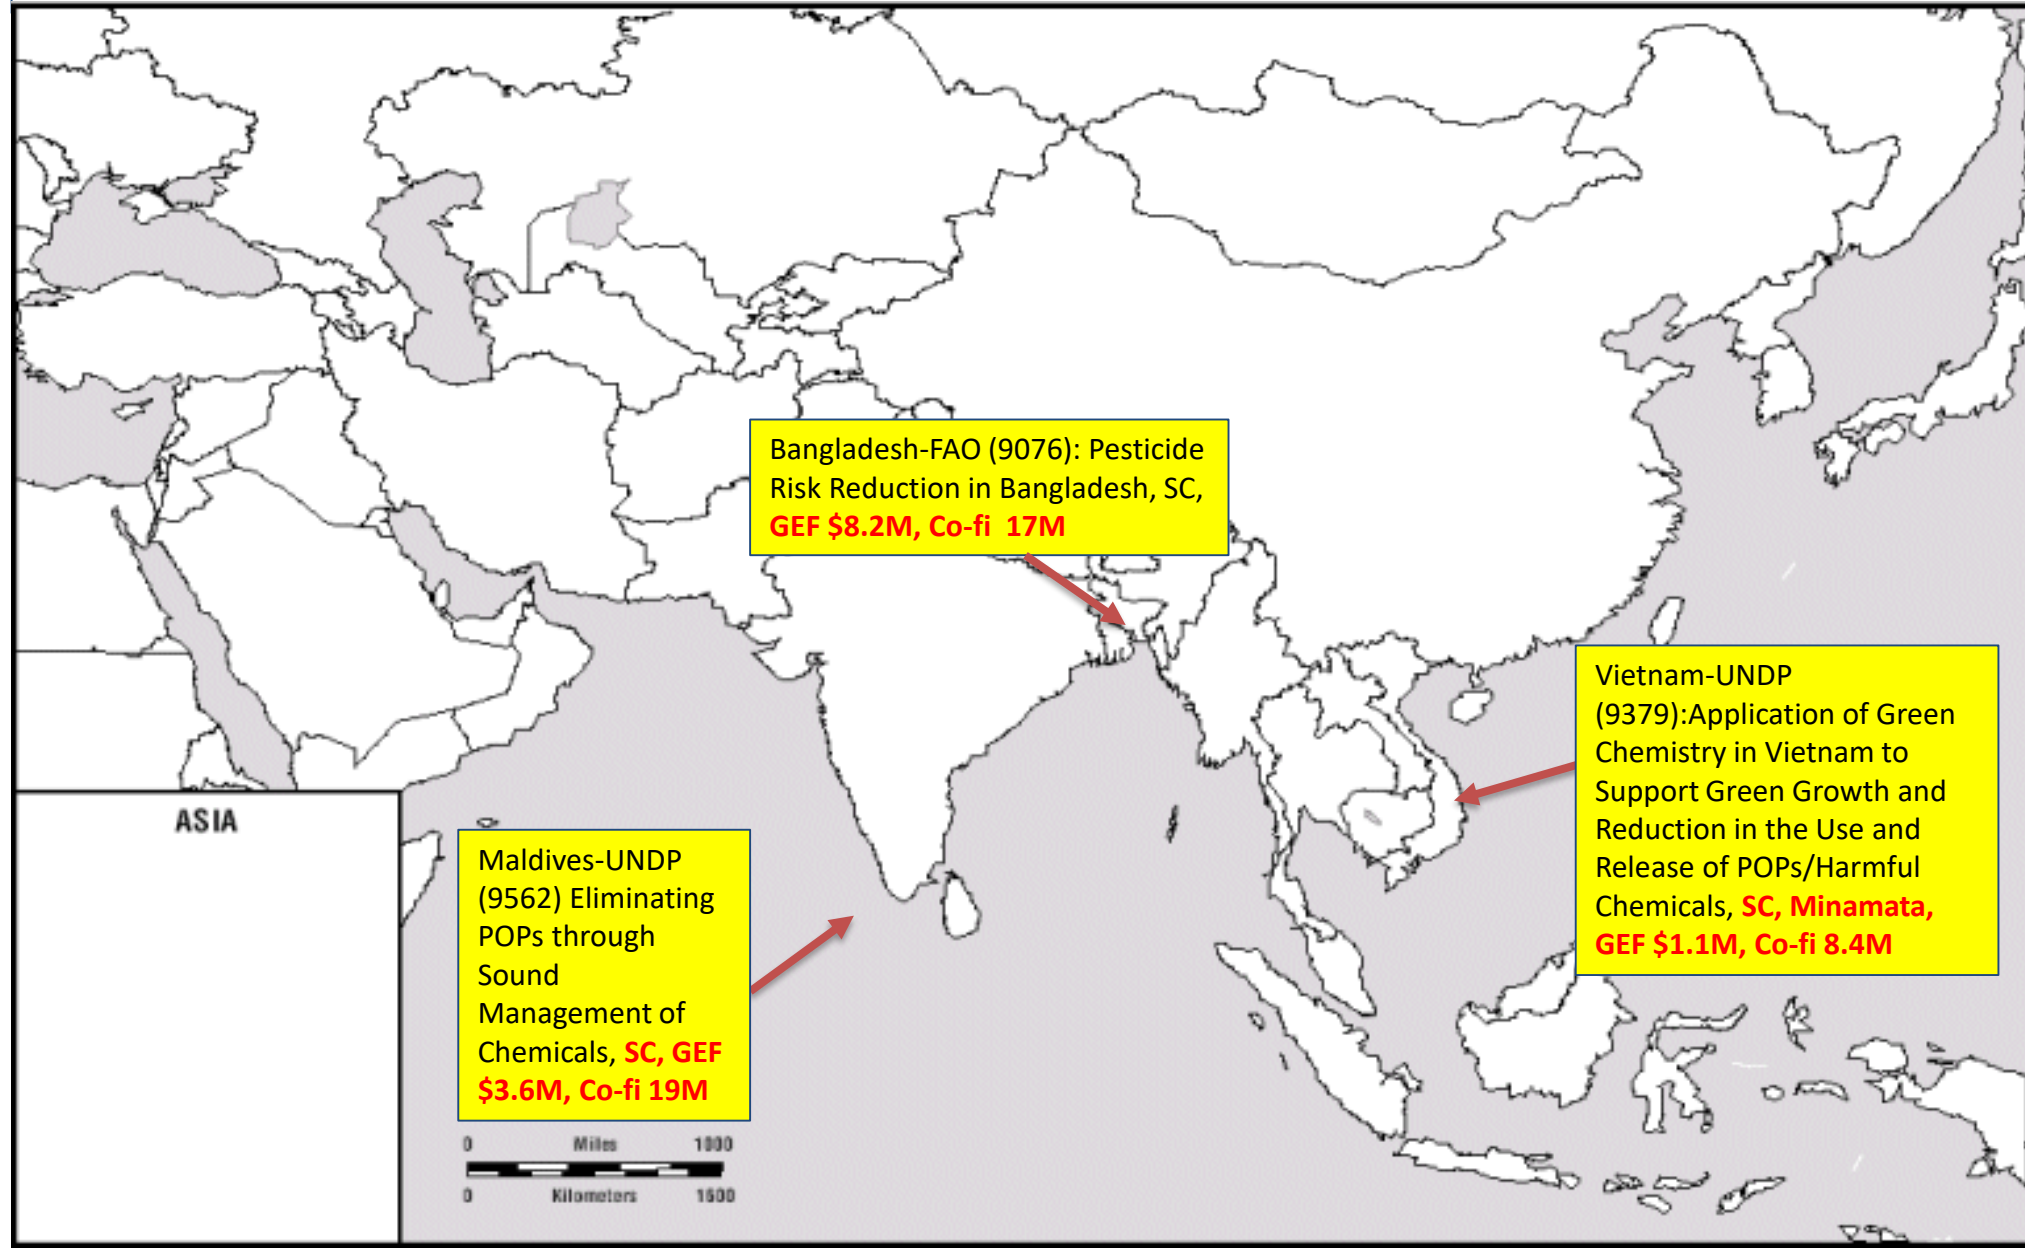 Bangladesh-FAO (9076): Pesticide
Risk Reduction in Bangladesh, SC,
GEF $8.2M, Co-fi  17M
Vietnam-UNDP
(9379):Application of Green
Chemistry in Vietnam to
Support Green Growth and
Reduction in the Use and
Release of POPs/Harmful
Chemicals, SC, Minamata,
GEF $1.1M, Co-fi 8.4M
ASIA
Maldives-UNDP
(9562) Eliminating
POPs through
Sound
Management of
Chemicals, SC, GEF
$3.6M, Co-fi 19M
0 Miles 1000
0 Kilometers 1600